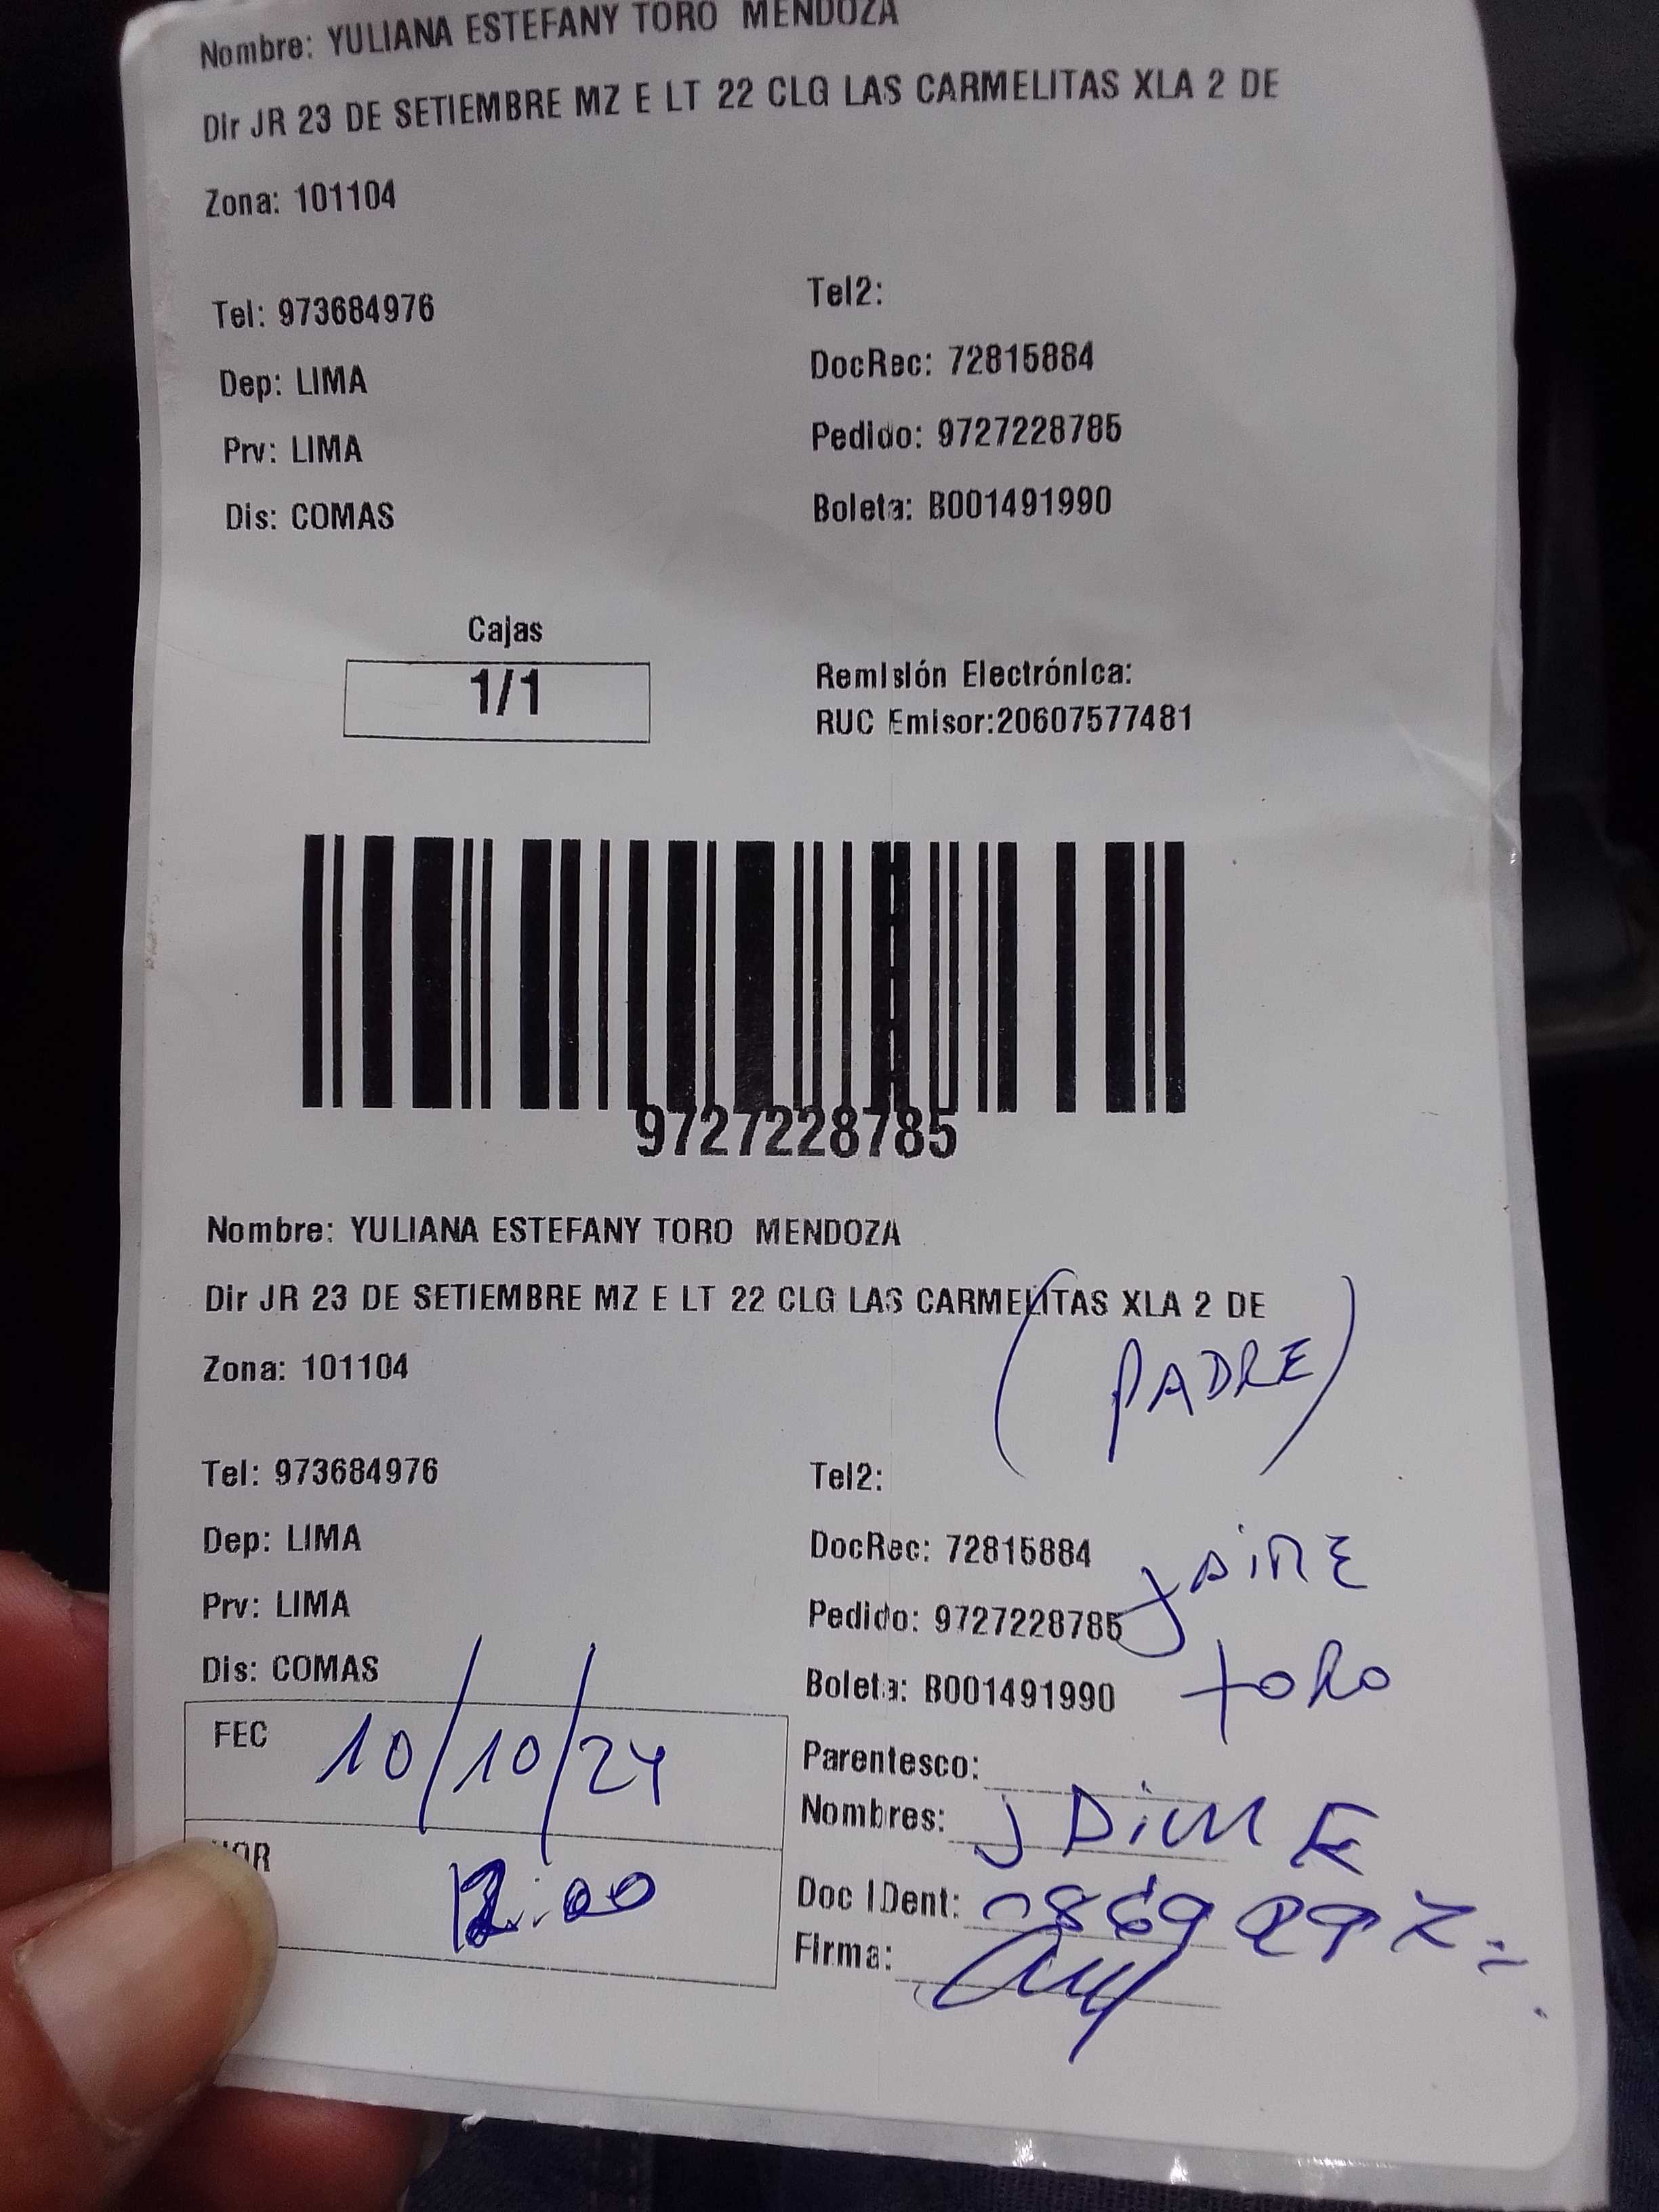 Nombre: YULIANA ESTEFANY TORO MENDOZA
Dir JR 23 DE SETIEMBRE MZ E LT 22 CLG LAS CARMELITAS XLA 2 DE
Zona: 101104
Tel: 973684976
Tel2:
Dep: LIMA
DocRec: 72815884
Prv: LIMA
Pedido: 9727228785
Dis: COMAS
Boleta: B001491990
Cajas
1/1
Remisión Electrónica:
RUC Emisor:20607577481
9727228785
Nombre: YULIANA ESTEFANY TORO MENDOZA
Dir JR 23 DE SETIEMBRE MZ E LT 22 CLG LAS CARMELITAS XLA 2 DE
Zona: 101104
(PADRE)
Tel: 973684976
Tel2:
Dep: LIMA
DocRec: 72815884
JAiME
Prv: LIMA
Pedido: 9727228785
Dis: COMAS
Boleta: B001491990
toRo
FEC 10/10/24
Parentesco:
Nombres: JAiME
HOR
Doc IDent:
Firma: